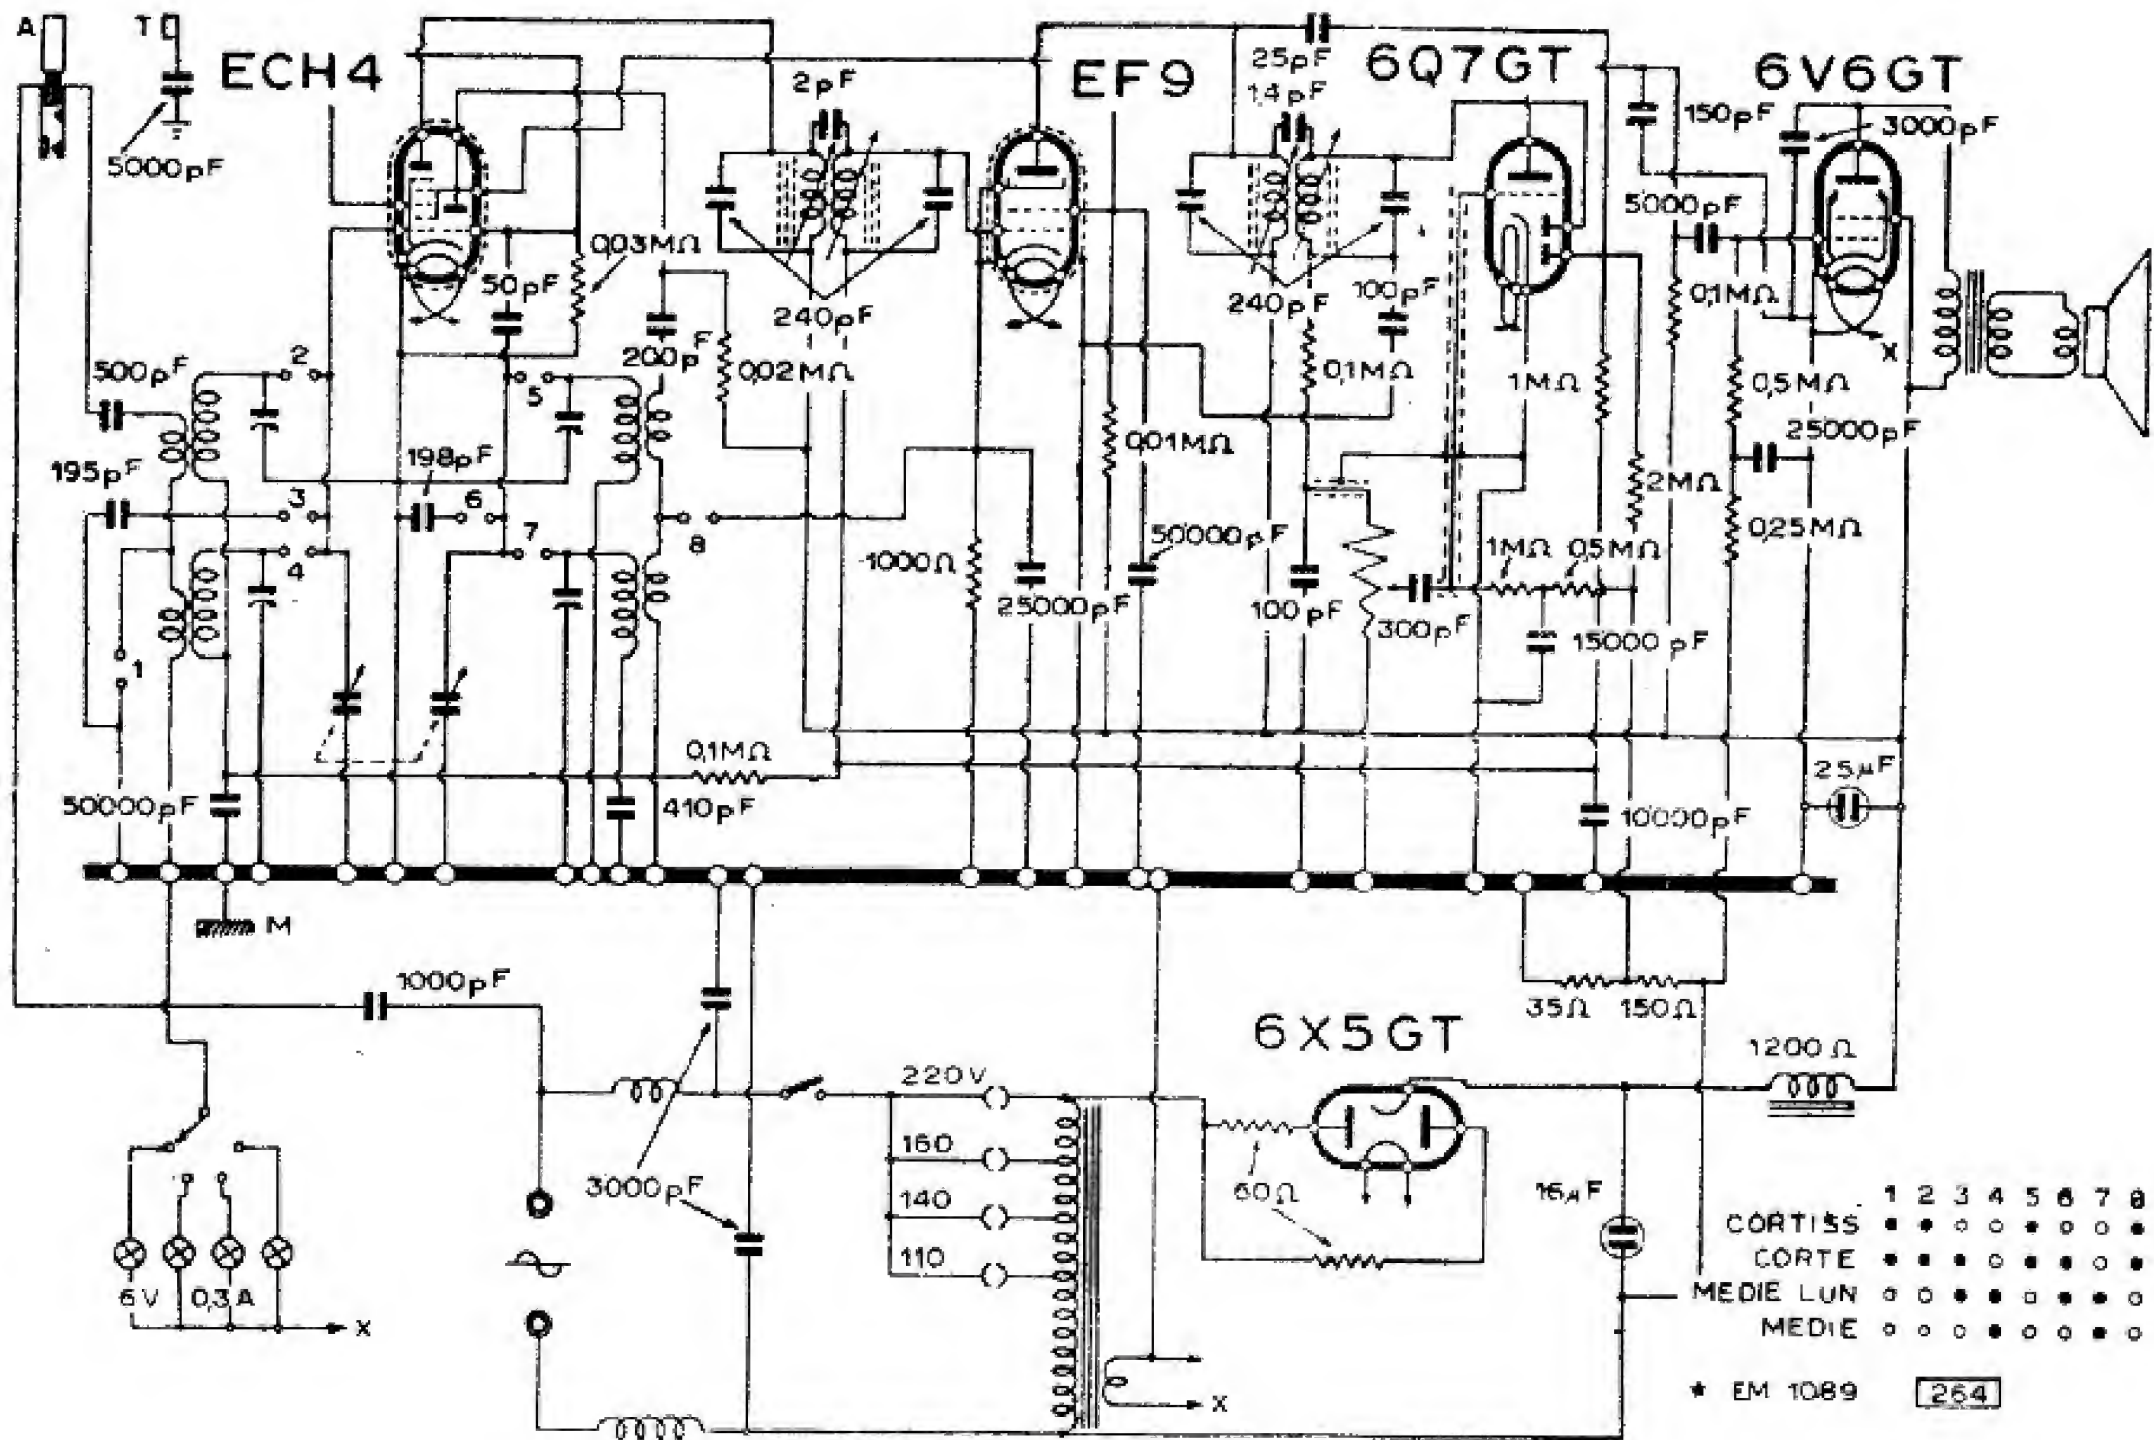 A
T
ECH4
EF9
6Q7GT
6V6GT
5000pF
2pF
25pF
1,4pF
150pF
3000pF
5000pF
0,03MΩ
50pF
240pF
240pF
100pF
0,1MΩ
X
500pF
2
5
200pF
0,02MΩ
0,1MΩ
1MΩ
0,5MΩ
25000pF
195pF
198pF
0,01MΩ
2MΩ
3
6
4
7
8
1000Ω
50000pF
1MΩ
0,5MΩ
0,25MΩ
25000pF
100pF
300pF
15000pF
1
0,1MΩ
50000pF
410pF
25µF
10000pF
M
1000pF
35Ω
150Ω
6X5GT
1200Ω
220V
160
140
110
3000pF
60Ω
16µF
6V
0,3A
X
X
1 2 3 4 5 6 7 8
CORTISS
CORTE
MEDIE LUN
MEDIE
* EM 1089
264